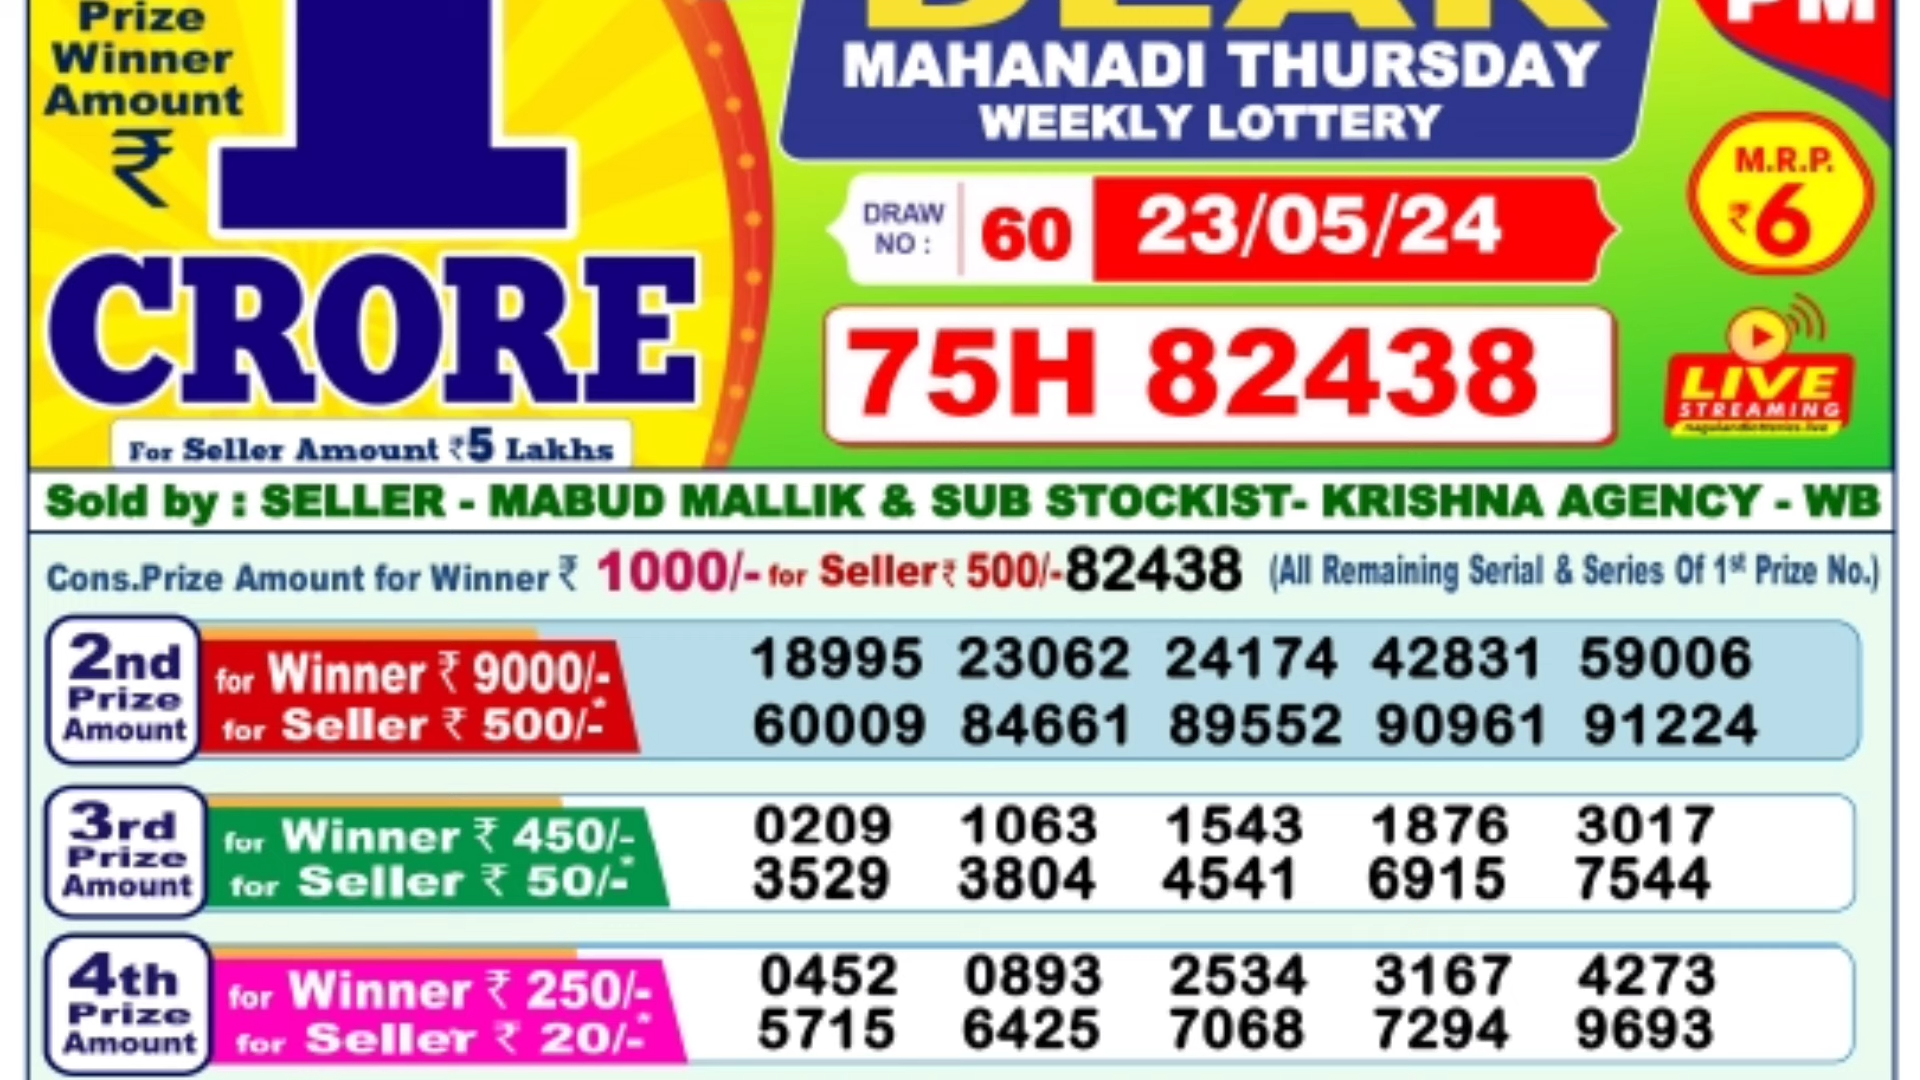 Prize
Winner
Amount
₹
1
CRORE
For Seller Amount ₹5 Lakhs
DEAR
MAHANADI THURSDAY
WEEKLY LOTTERY
PM
DRAW
NO :
60
23/05/24
M.R.P.
₹6
75H 82438
LIVE
STREAMING
Sold by : SELLER - MABUD MALLIK & SUB STOCKIST- KRISHNA AGENCY - WB
Cons.Prize Amount for Winner ₹ 1000/- for Seller ₹ 500/- 82438 (All Remaining Serial & Series Of 1st Prize No.)
2nd
Prize
Amount
for Winner ₹ 9000/-
for Seller ₹ 500/-*
18995 23062 24174 42831 59006
60009 84661 89552 90961 91224
3rd
Prize
Amount
for Winner ₹ 450/-
for Seller ₹ 50/-*
0209 1063 1543 1876 3017
3529 3804 4541 6915 7544
4th
Prize
Amount
for Winner ₹ 250/-
for Seller ₹ 20/-*
0452 0893 2534 3167 4273
5715 6425 7068 7294 9693